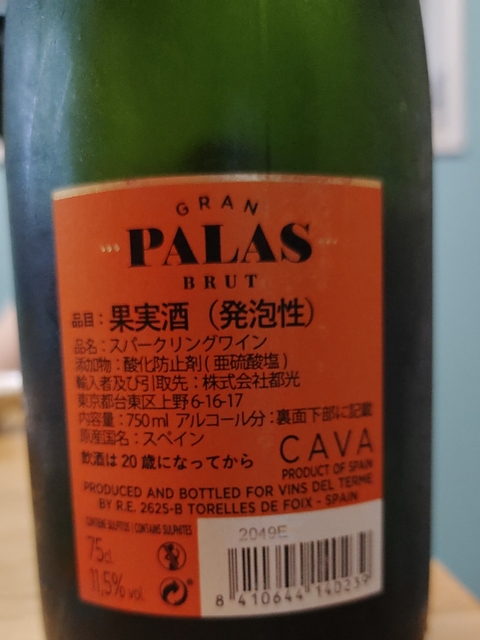 GRAN
PALAS
BRUT
品目：果実酒（発泡性）
品名：スパークリングワイン
添加物：酸化防止剤(亜硫酸塩)
輸入者及び引取先：株式会社都光
東京都台東区上野6-16-17
内容量：750ml アルコール分：裏面下部に記載
原産国名：スペイン
飲酒は20歳になってから
CAVA
PRODUCT OF SPAIN
PRODUCED AND BOTTLED FOR VINS DEL TERME
BY R.E. 2625-B TORELLES DE FOIX - SPAIN
CONTIENE SULFITOS | CONTAINS SULPHITES
75cl.
11,5% vol.
2049E
8 410644 140239